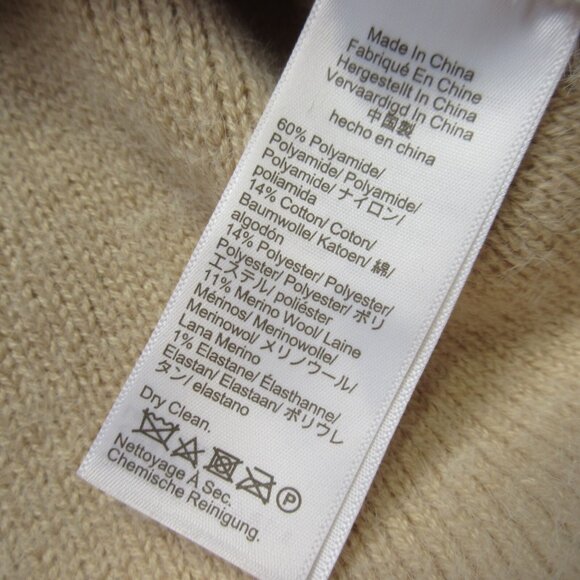 Made In China
Fabriqué En Chine
Hergestellt In China
Vervaardigd In China
中国製
hecho en china
60% Polyamide/
Polyamide/ Polyamide/
Polyamide/ ナイロン/
poliamida
14% Cotton/ Coton/
Baumwolle/ Katoen/ 綿/
algodón
14% Polyester/ Polyester/
Polyester/ Polyester/ ポリ
エステル/ poliéster
11% Merino Wool/ Laine
Mérinos/ Merinowolle/
Merinowol/ メリノウール/
Lana Merino
1% Elastane/ Élasthanne/
Elastan/ Elastaan/ ポリウレ
タン/ elastano
Dry Clean.
P
Nettoyage À Sec.
Chemische Reinigung.